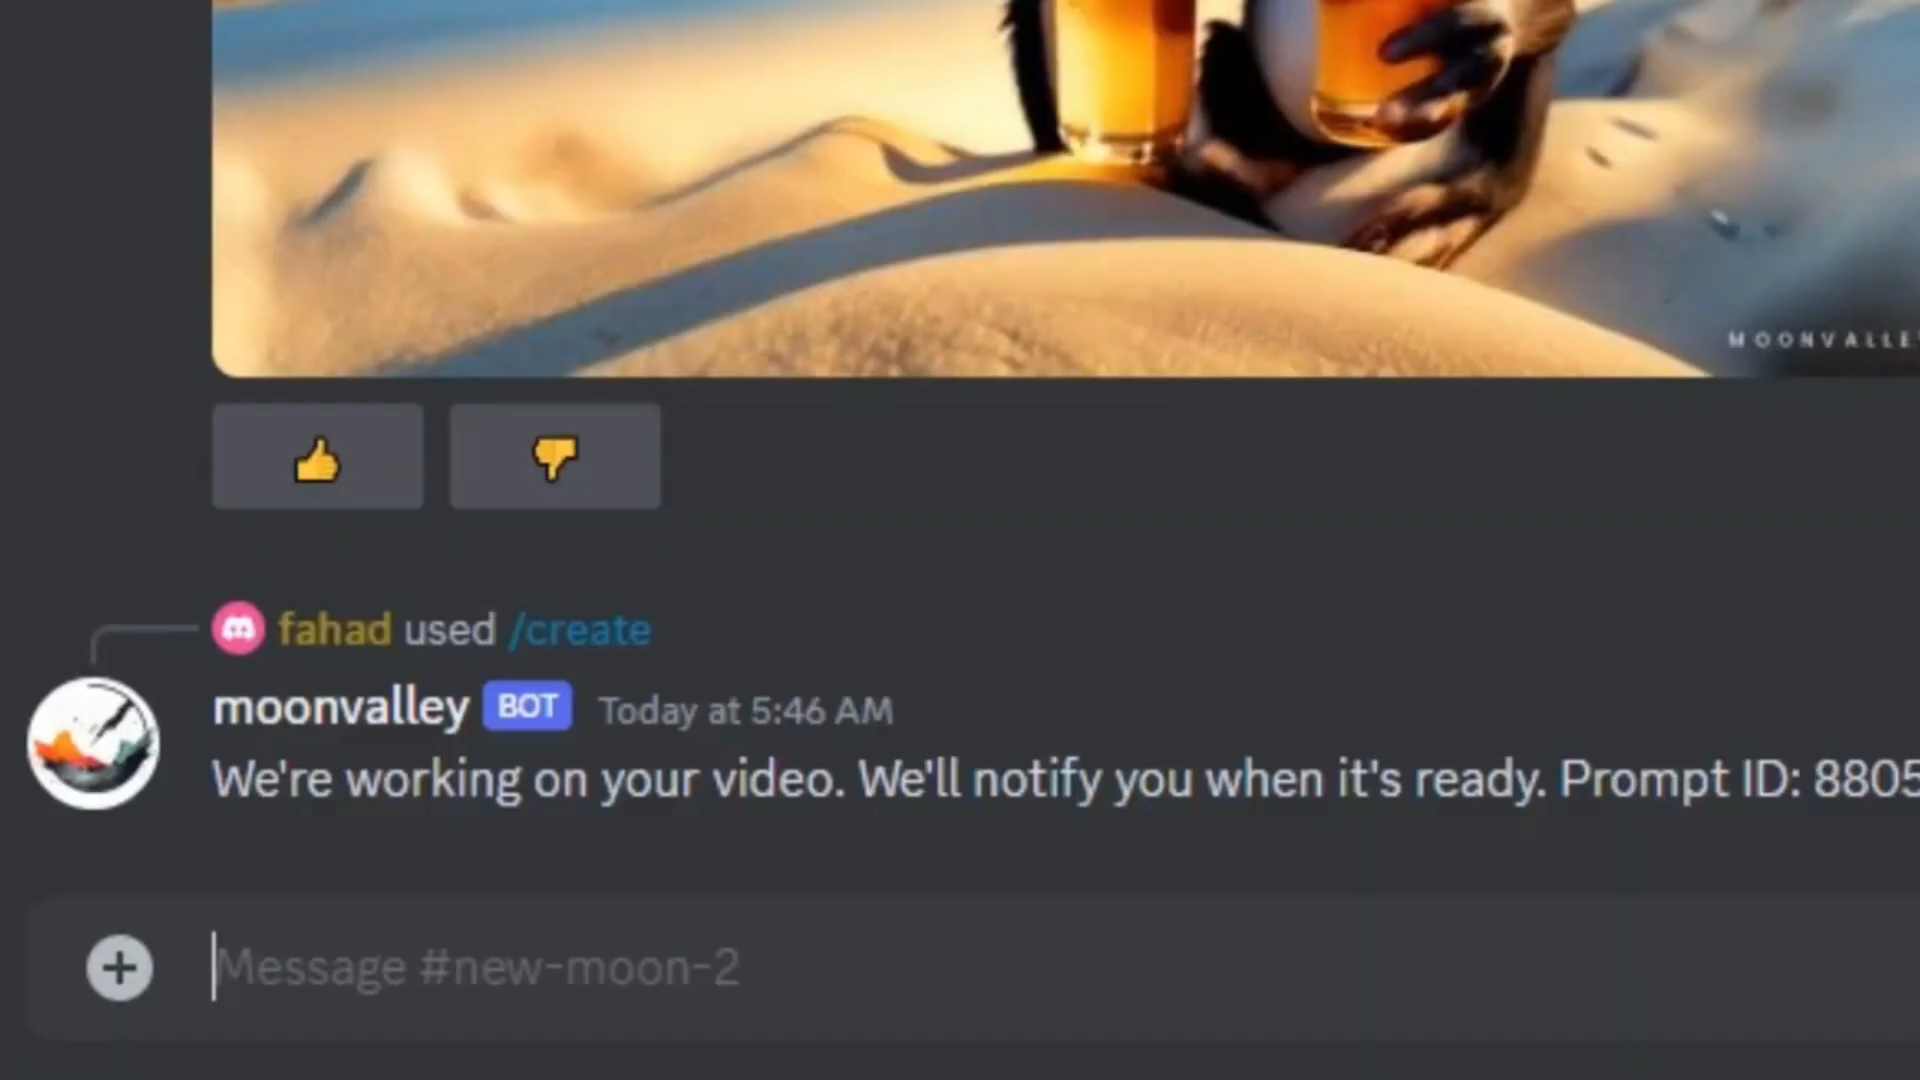 MOONVALLEY
fahad used /create
moonvalley BOT Today at 5:46 AM
We're working on your video. We'll notify you when it's ready. Prompt ID: 8805
Message #new-moon-2